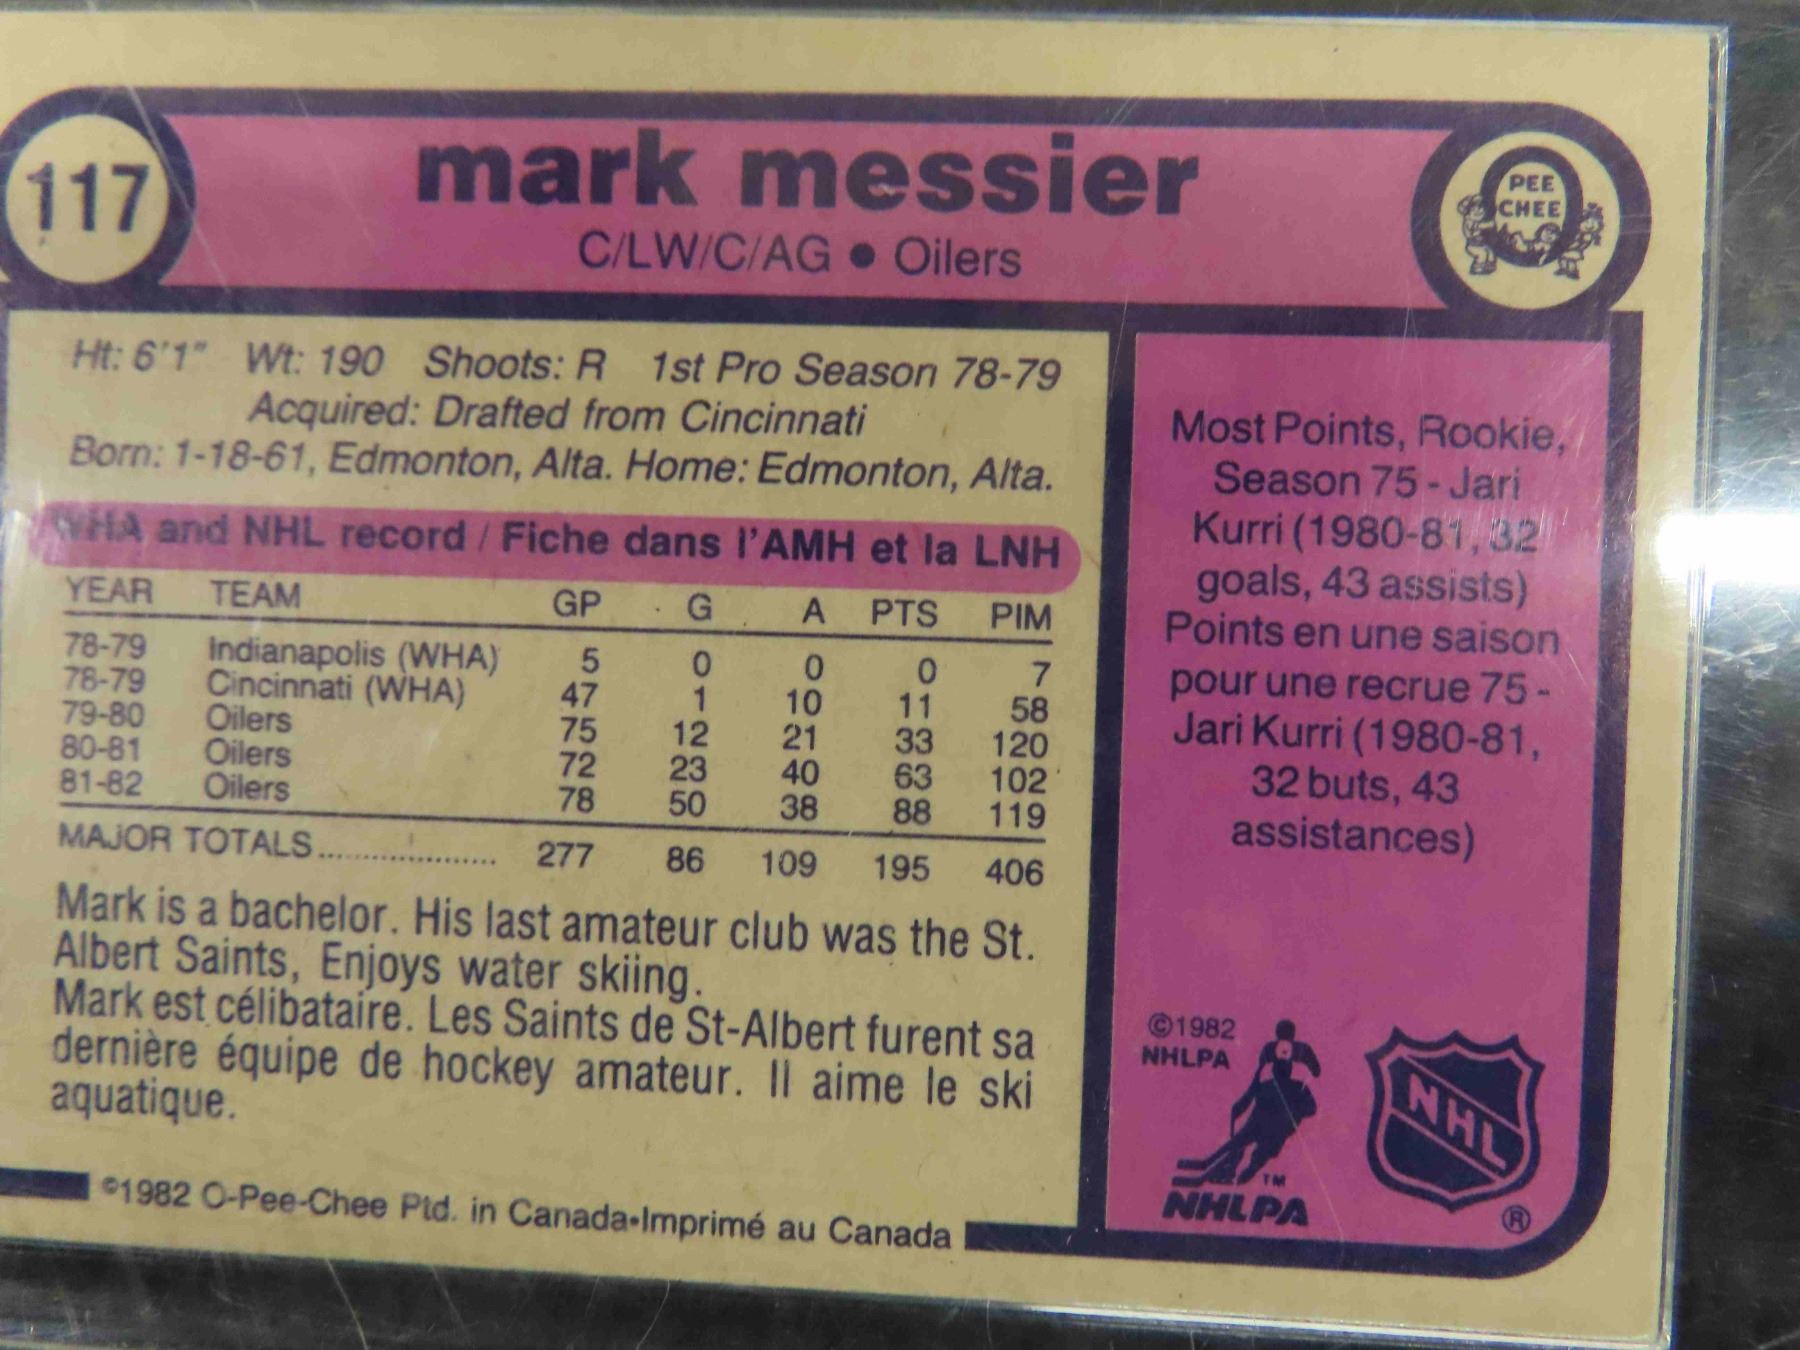 117
mark messier
C/LW/C/AG • Oilers
PEE
CHEE
Ht: 6'1" Wt: 190 Shoots: R 1st Pro Season 78-79
Acquired: Drafted from Cincinnati
Born: 1-18-61, Edmonton, Alta. Home: Edmonton, Alta.
WHA and NHL record / Fiche dans l'AMH et la LNH
YEAR TEAM GP G A PTS PIM
78-79 Indianapolis (WHA) 5 0 0 0 7
78-79 Cincinnati (WHA) 47 1 10 11 58
79-80 Oilers 75 12 21 33 120
80-81 Oilers 72 23 40 63 102
81-82 Oilers 78 50 38 88 119
MAJOR TOTALS..................... 277 86 109 195 406
Mark is a bachelor. His last amateur club was the St.
Albert Saints, Enjoys water skiing.
Mark est célibataire. Les Saints de St-Albert furent sa
dernière équipe de hockey amateur. Il aime le ski
aquatique.
©1982 O-Pee-Chee Ptd. in Canada•Imprimé au Canada
Most Points, Rookie,
Season 75 - Jari
Kurri (1980-81, 32
goals, 43 assists)
Points en une saison
pour une recrue 75 -
Jari Kurri (1980-81,
32 buts, 43
assistances)
©1982
NHLPA
TM
NHLPA
NHL
®